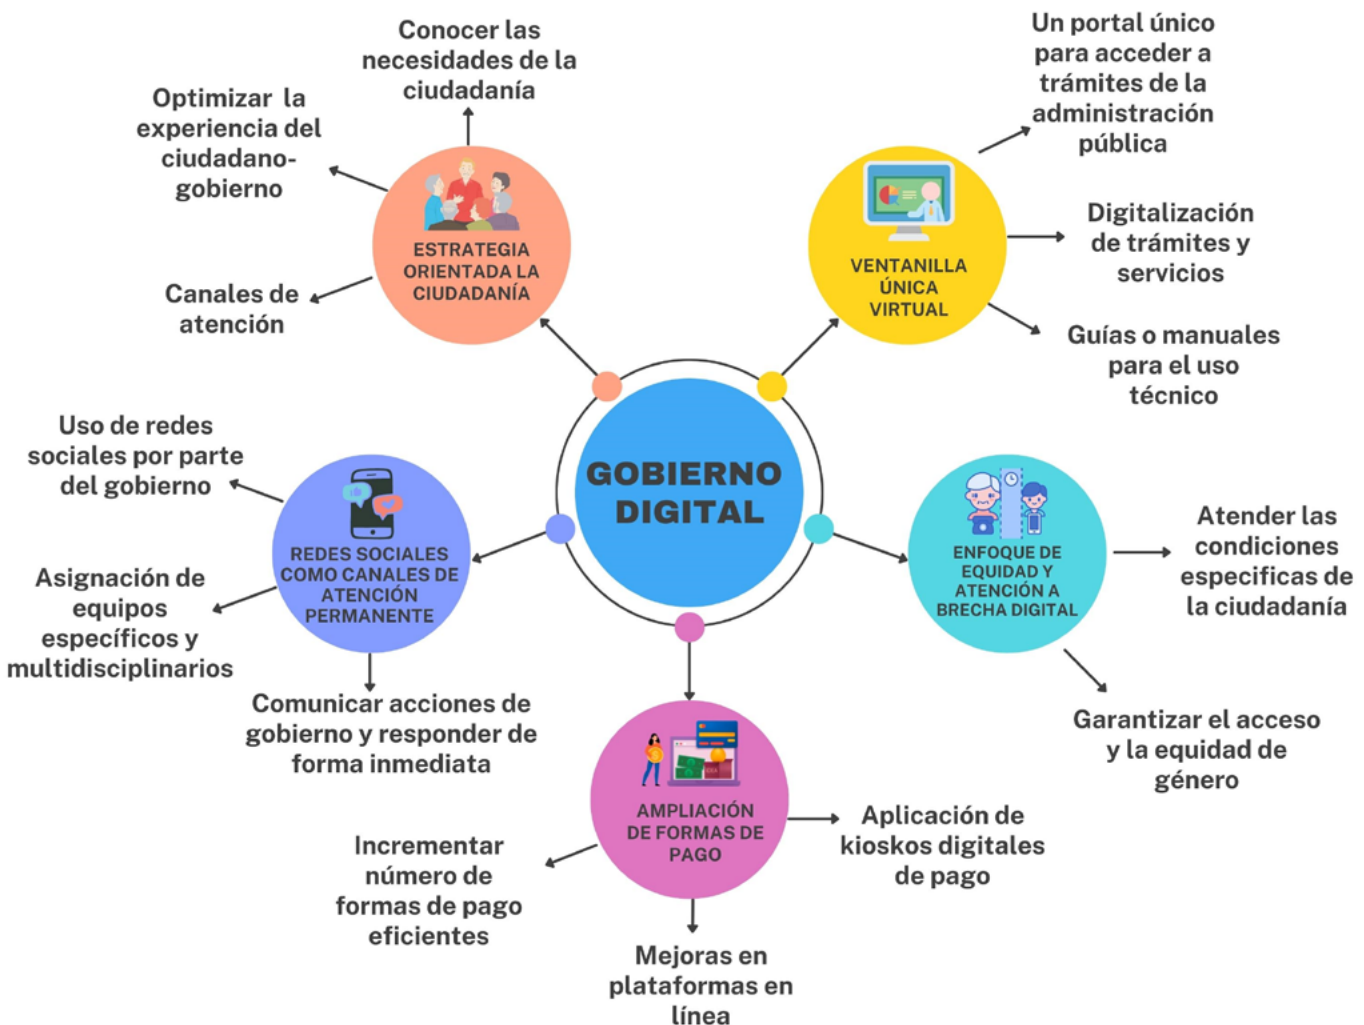 Conocer las
necesidades de la
ciudadanía
Optimizar la
experiencia del
ciudadano-
gobierno
Canales de
atención
ESTRATEGIA
ORIENTADA LA
CIUDADANÍA
Un portal único
para acceder a
trámites de la
administración
pública
Digitalización
de trámites y
servicios
Guías o manuales
para el uso
técnico
VENTANILLA
ÚNICA
VIRTUAL
GOBIERNO
DIGITAL
Uso de redes
sociales por parte
del gobierno
Asignación de
equipos
específicos y
multidisciplinarios
Comunicar acciones de
gobierno y responder de
forma inmediata
REDES SOCIALES
COMO CANALES DE
ATENCIÓN
PERMANENTE
ENFOQUE DE
EQUIDAD Y
ATENCIÓN A
BRECHA DIGITAL
Atender las
condiciones
especificas de
la ciudadanía
Garantizar el acceso
y la equidad de
género
AMPLIACIÓN
DE FORMAS DE
PAGO
Incrementar
número de
formas de pago
eficientes
Mejoras en
plataformas en
línea
Aplicación de
kioskos digitales
de pago